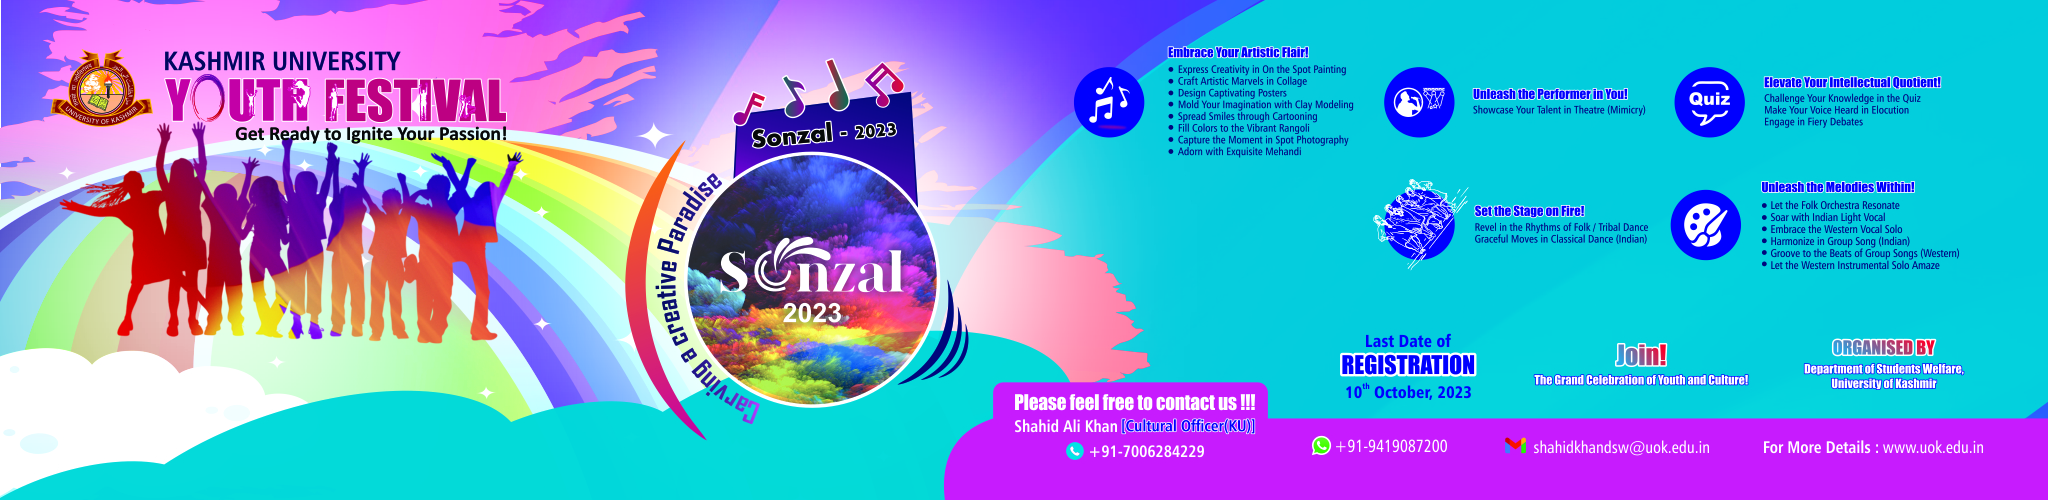 KASHMIR UNIVERSITY
YOUTH FESTIVAL
Get Ready to Ignite Your Passion!
UNIVERSITY OF KASHMIR
Sonzal - 2023
Carving a creative Paradise
Sonzal
2023
Embrace Your Artistic Flair!
• Express Creativity in On the Spot Painting
• Craft Artistic Marvels in Collage
• Design Captivating Posters
• Mold Your Imagination with Clay Modeling
• Spread Smiles through Cartooning
• Fill Colors to the Vibrant Rangoli
• Capture the Moment in Spot Photography
• Adorn with Exquisite Mehandi
Unleash the Performer in You!
Showcase Your Talent in Theatre (Mimicry)
Quiz
Elevate Your Intellectual Quotient!
Challenge Your Knowledge in the Quiz
Make Your Voice Heard in Elocution
Engage in Fiery Debates
Set the Stage on Fire!
Revel in the Rhythms of Folk / Tribal Dance
Graceful Moves in Classical Dance (Indian)
Unleash the Melodies Within!
• Let the Folk Orchestra Resonate
• Soar with Indian Light Vocal
• Embrace the Western Vocal Solo
• Harmonize in Group Song (Indian)
• Groove to the Beats of Group Songs (Western)
• Let the Western Instrumental Solo Amaze
Last Date of
REGISTRATION
10th October, 2023
Join!
The Grand Celebration of Youth and Culture!
ORGANISED BY
Department of Students Welfare,
University of Kashmir
Please feel free to contact us !!!
Shahid Ali Khan [Cultural Officer(KU)]
+91-7006284229
+91-9419087200
shahidkhandsw@uok.edu.in
For More Details : www.uok.edu.in